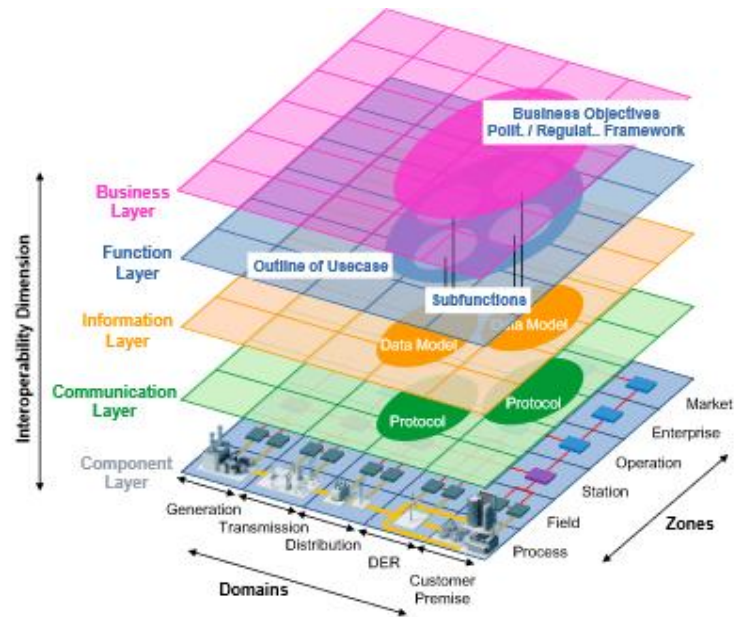 Business Objectives
Polit. / Regulat.. Framework
Business
Layer
Function
Layer
Outline of Usecase
Subfunctions
Information
Layer
Data Model
Data Model
Communication
Layer
Protocol
Protocol
Component
Layer
Interoperability Dimension
Generation
Transmission
Distribution
DER
Customer
Premise
Domains
Process
Field
Station
Operation
Enterprise
Market
Zones